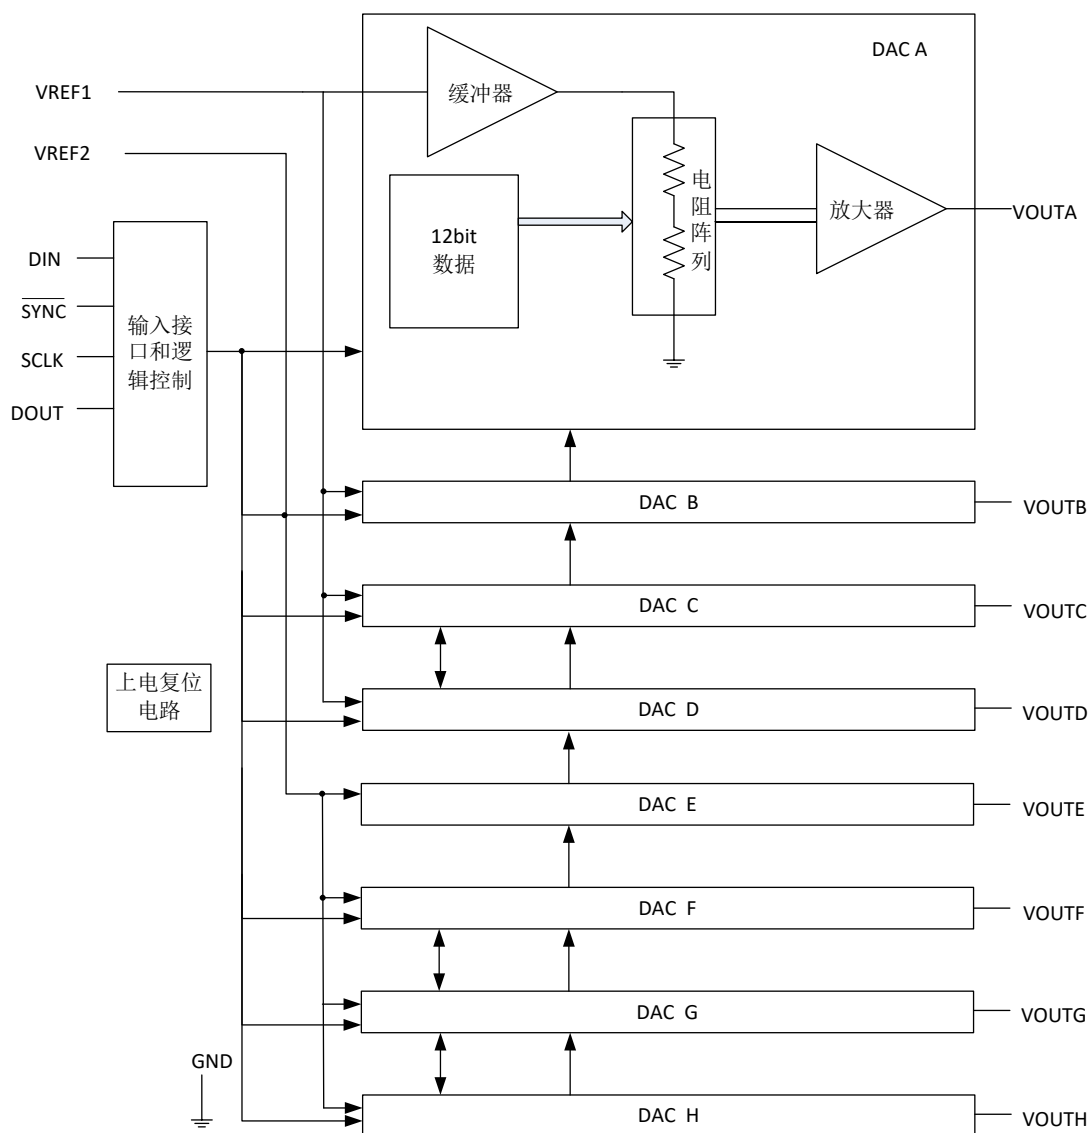 DAC A
缓冲器
VREF1
VREF2
电
阻
阵
列
放大器
VOUTA
12bit
数据
DIN
SYNC
SCLK
DOUT
输入接
口和逻
辑控制
DAC B
VOUTB
DAC C
VOUTC
上电复位
电路
DAC D
VOUTD
DAC E
VOUTE
DAC F
VOUTF
DAC G
VOUTG
GND
DAC H
VOUTH